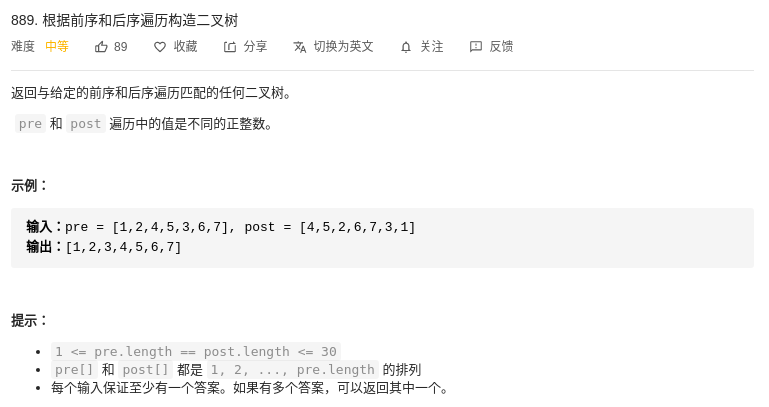 889. 根据前序和后序遍历构造二叉树
难度 中等 89 收藏 分享 切换为英文 关注 反馈
返回与给定的前序和后序遍历匹配的任何二叉树。
pre 和 post 遍历中的值是不同的正整数。
示例：
输入：pre = [1,2,4,5,3,6,7], post = [4,5,2,6,7,3,1]
输出：[1,2,3,4,5,6,7]
提示：
• 1 <= pre.length == post.length <= 30
• pre[] 和 post[] 都是 1, 2, ..., pre.length 的排列
• 每个输入保证至少有一个答案。如果有多个答案，可以返回其中一个。